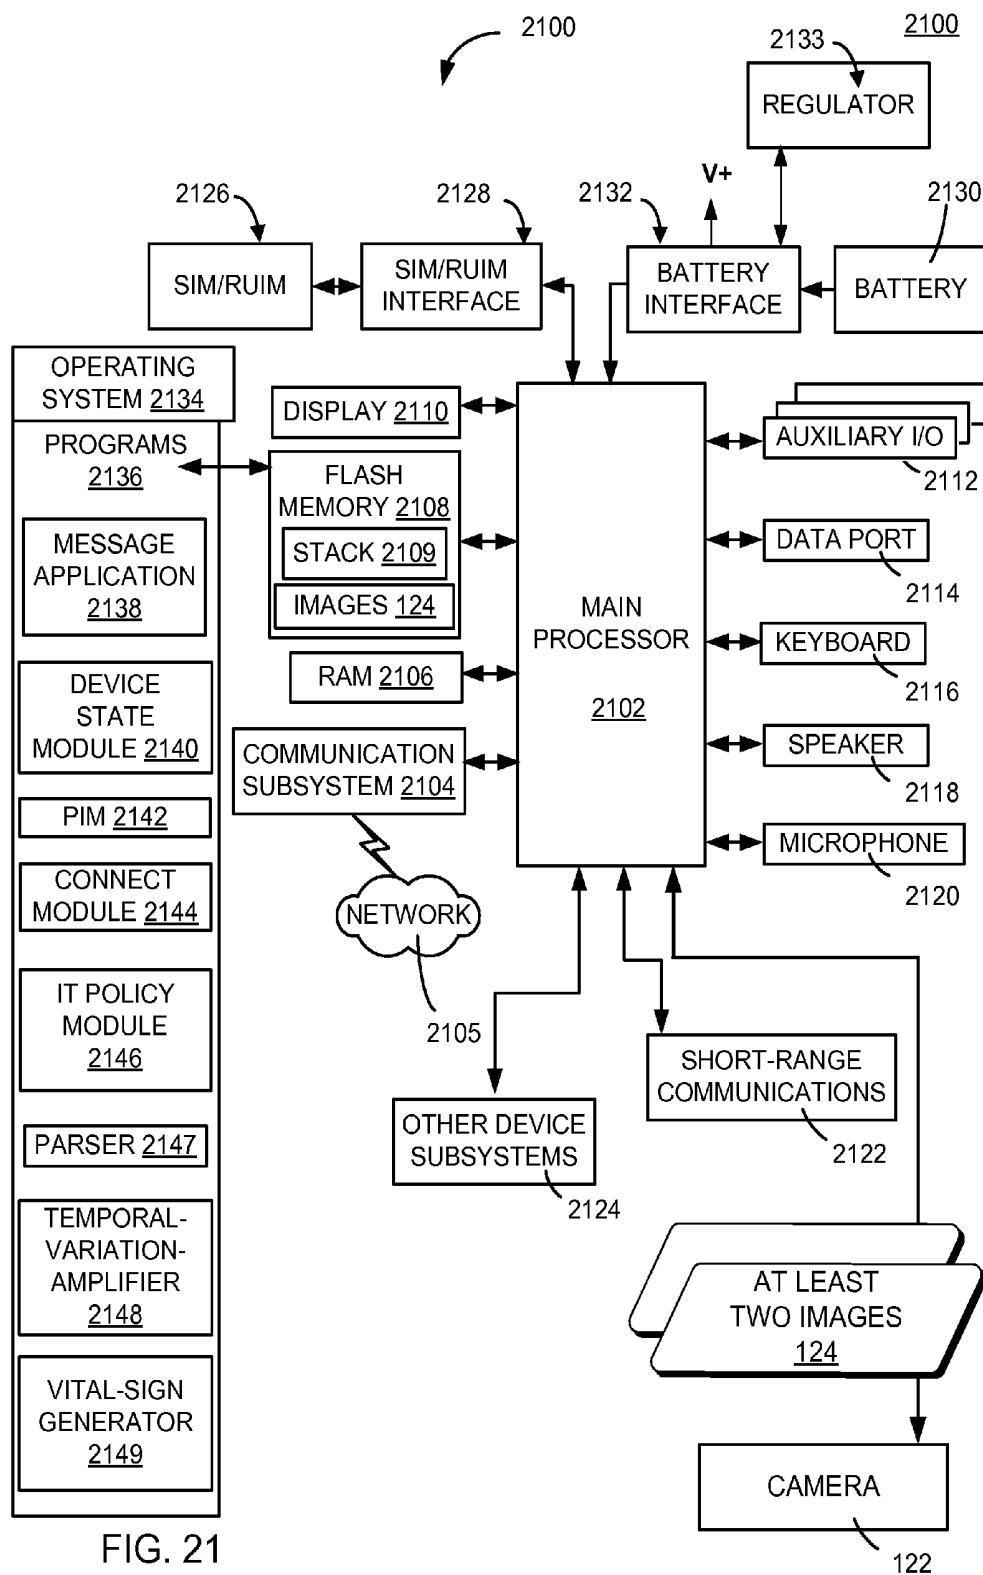 2100
2100
2133
REGULATOR
V+
2126
2128
2132
2130
SIM/RUIM
SIM/RUIM
INTERFACE
BATTERY
INTERFACE
BATTERY
OPERATING
SYSTEM 2134
PROGRAMS
2136
MESSAGE
APPLICATION
2138
DEVICE
STATE
MODULE 2140
PIM 2142
CONNECT
MODULE 2144
IT POLICY
MODULE
2146
PARSER 2147
TEMPORAL-
VARIATION-
AMPLIFIER
2148
VITAL-SIGN
GENERATOR
2149
DISPLAY 2110
FLASH
MEMORY 2108
STACK 2109
IMAGES 124
RAM 2106
COMMUNICATION
SUBSYSTEM 2104
NETWORK
2105
MAIN
PROCESSOR
2102
AUXILIARY I/O
2112
DATA PORT
2114
KEYBOARD
2116
SPEAKER
2118
MICROPHONE
2120
SHORT-RANGE
COMMUNICATIONS
2122
OTHER DEVICE
SUBSYSTEMS
2124
AT LEAST
TWO IMAGES
124
CAMERA
122
FIG. 21